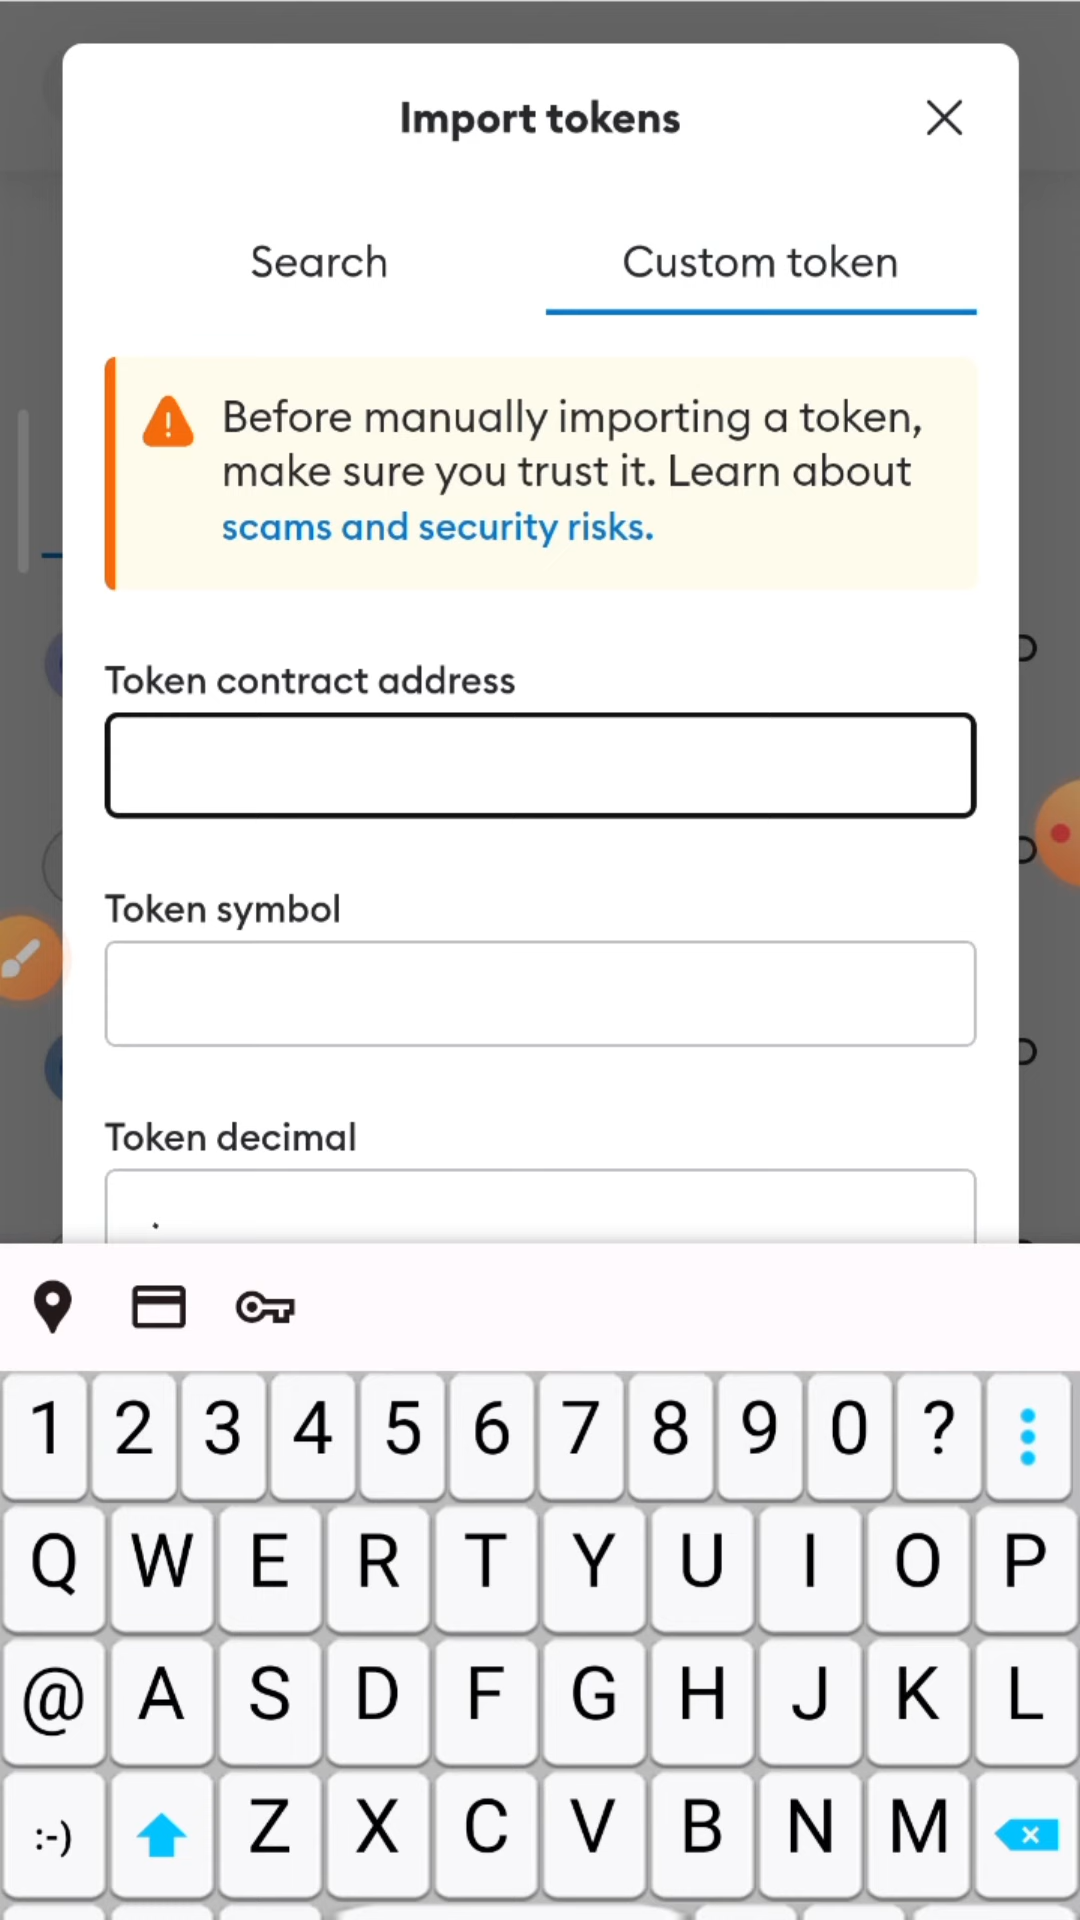 Import tokens
Search Custom token
Before manually importing a token,
make sure you trust it. Learn about
scams and security risks.
Token contract address
Token symbol
Token decimal
1 2 3 4 5 6 7 8 9 0 ?
Q W E R T Y U I O P
@ A S D F G H J K L
:-) Z X C V B N M